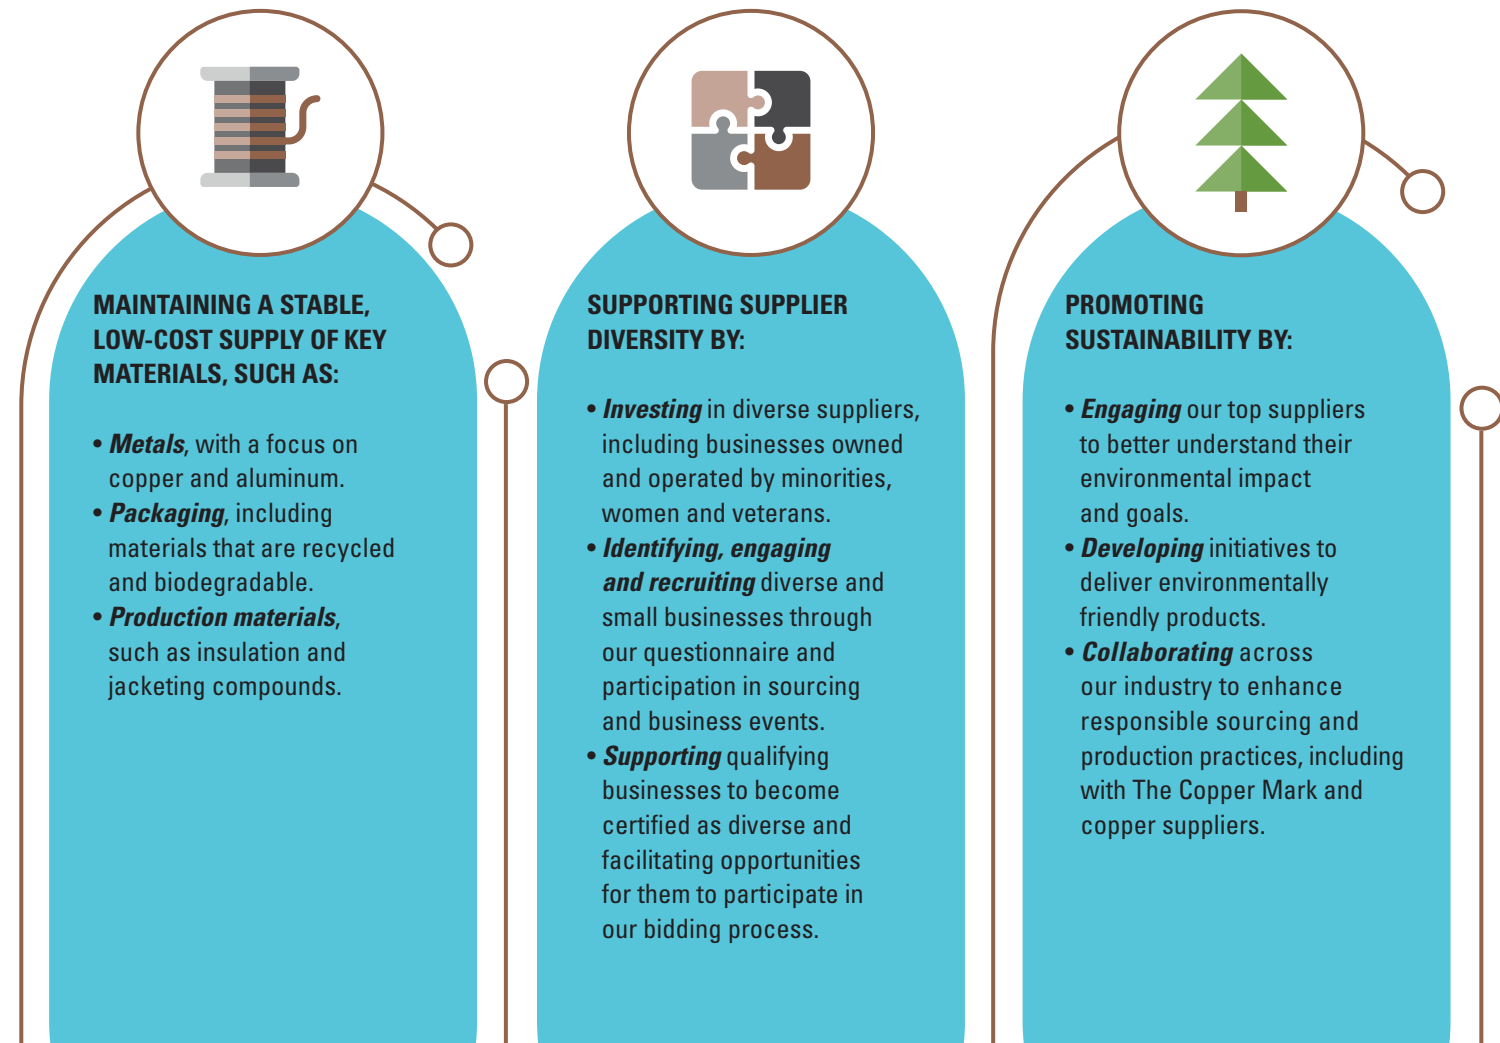 MAINTAINING A STABLE,
LOW-COST SUPPLY OF KEY
MATERIALS, SUCH AS:
• Metals, with a focus on
copper and aluminum.
• Packaging, including
materials that are recycled
and biodegradable.
• Production materials,
such as insulation and
jacketing compounds.
SUPPORTING SUPPLIER
DIVERSITY BY:
• Investing in diverse suppliers,
including businesses owned
and operated by minorities,
women and veterans.
• Identifying, engaging
and recruiting diverse and
small businesses through
our questionnaire and
participation in sourcing
and business events.
• Supporting qualifying
businesses to become
certified as diverse and
facilitating opportunities
for them to participate in
our bidding process.
PROMOTING
SUSTAINABILITY BY:
• Engaging our top suppliers
to better understand their
environmental impact
and goals.
• Developing initiatives to
deliver environmentally
friendly products.
• Collaborating across
our industry to enhance
responsible sourcing and
production practices, including
with The Copper Mark and
copper suppliers.